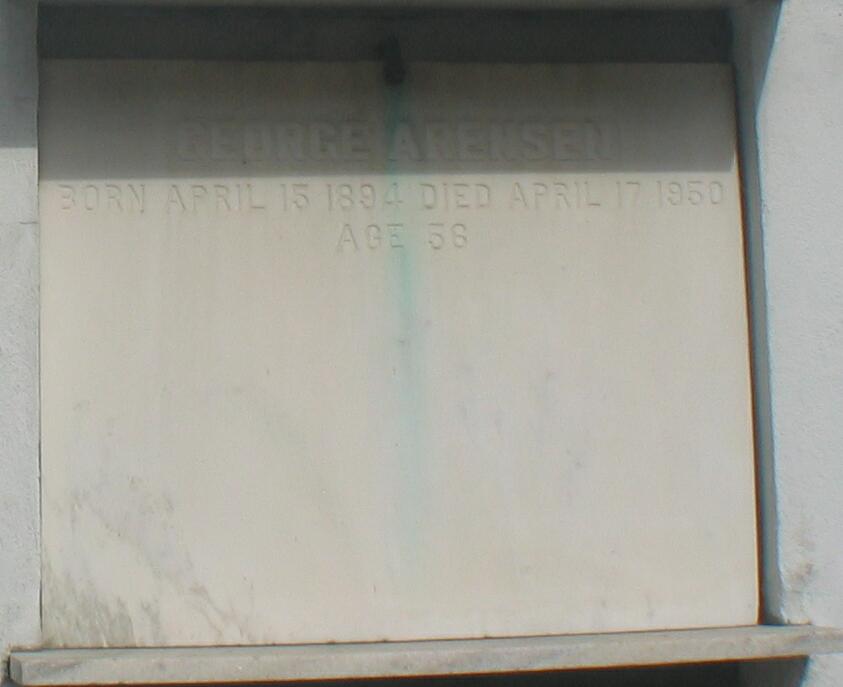 GEORGE ARENSEN
BORN APRIL 15 1894 DIED APRIL 17 1950
AGE 56